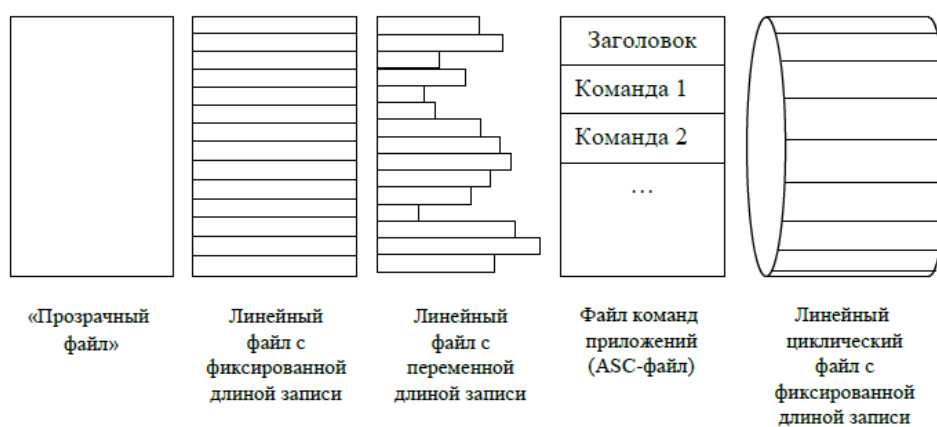 Заголовок
Команда 1
Команда 2
…
«Прозрачный
файл»
Линейный
файл с
фиксированной
длиной записи
Линейный
файл с
переменной
длиной записи
Файл команд
приложений
(ASC-файл)
Линейный
циклический
файл с
фиксированной
длиной записи